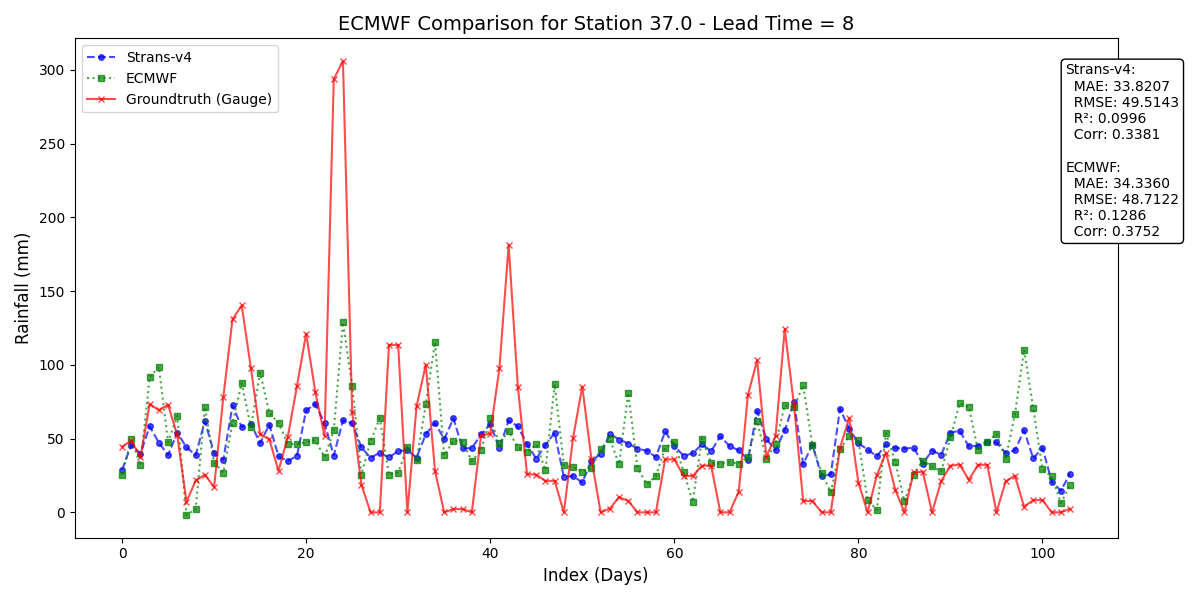 ECMWF Comparison for Station 37.0 - Lead Time = 8
Strans-v4
ECMWF
Groundtruth (Gauge)
Strans-v4:
MAE: 33.8207
RMSE: 49.5143
R²: 0.0996
Corr: 0.3381
ECMWF:
MAE: 34.3360
RMSE: 48.7122
R²: 0.1286
Corr: 0.3752
Rainfall (mm)
300
250
200
150
100
50
0
0 20 40 60 80 100
Index (Days)